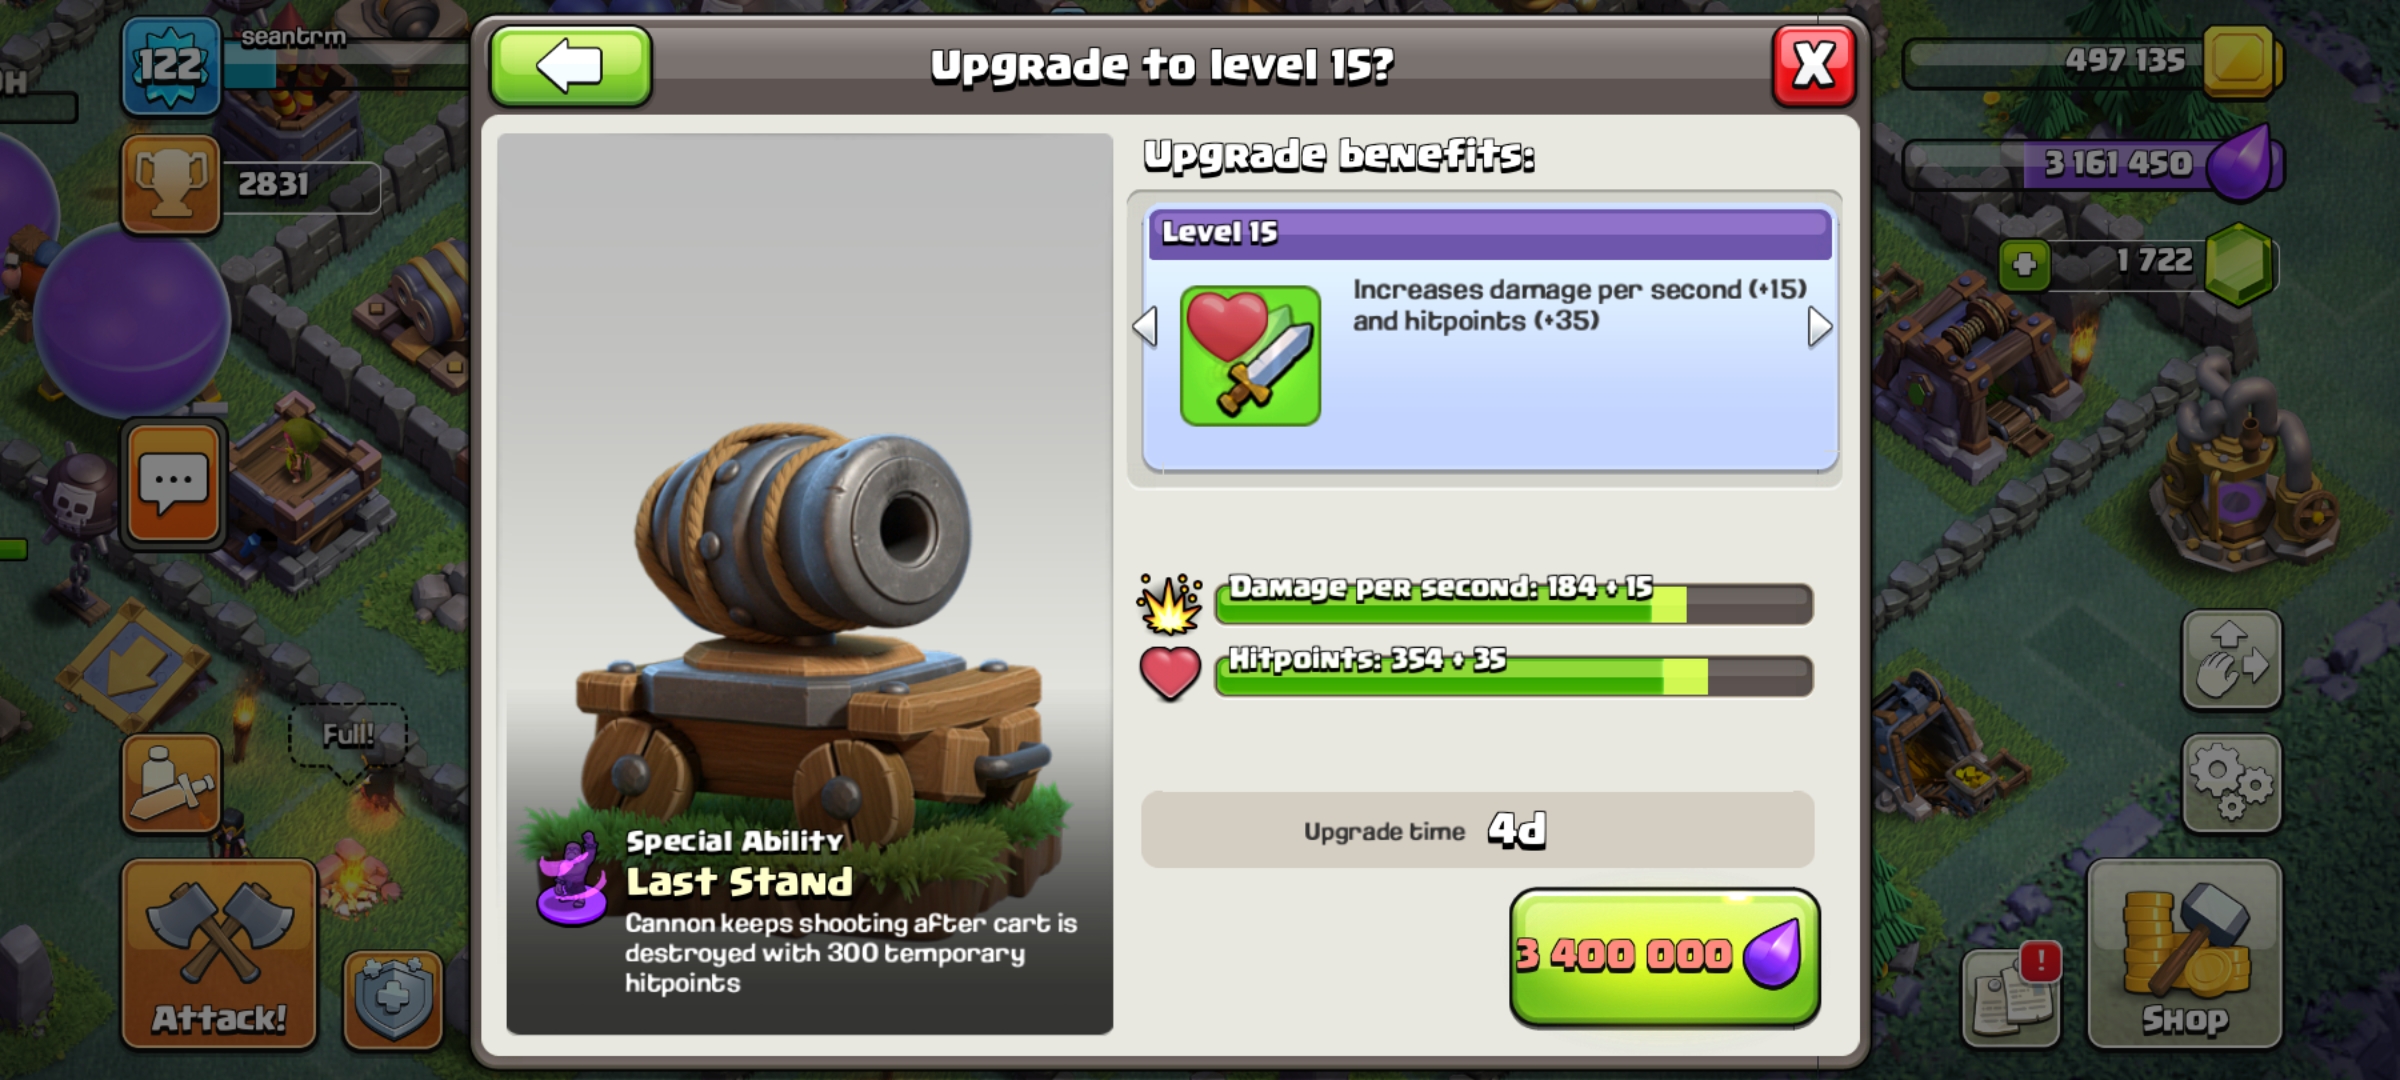 seantrm
122
2831
Full!
Attack!
Upgrade to level 15?
X
Special Ability
Last Stand
Cannon keeps shooting after cart is
destroyed with 300 temporary
hitpoints
Upgrade benefits:
Level 15
Increases damage per second (+15)
and hitpoints (+35)
Damage per second: 184 + 15
Hitpoints: 354 + 35
Upgrade time 4d
3 400 000
497 135
3 161 450
1 722
!
Shop